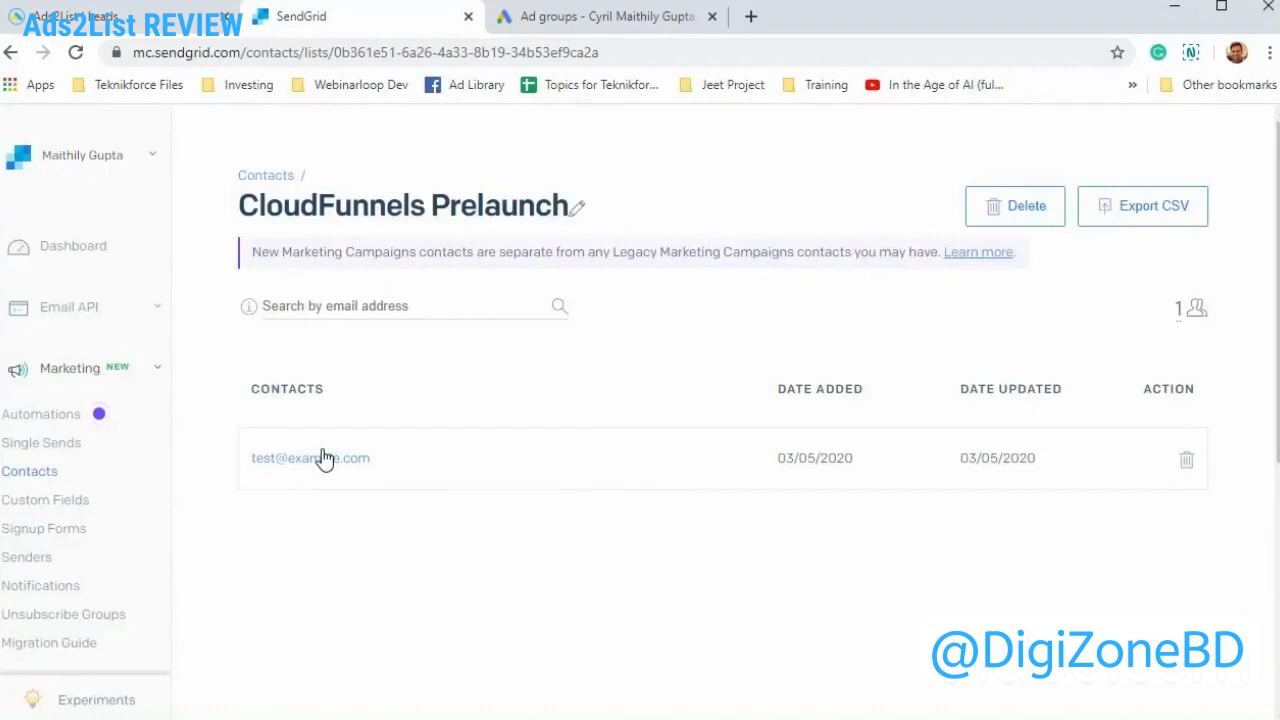 Ads2List REVIEW
SendGrid
Ad groups - Cyril Maithily Gupta
mc.sendgrid.com/contacts/lists/0b361e51-6a26-4a33-8b19-34b53ef9ca2a
Apps
Teknikforce Files
Investing
Webinarloop Dev
Ad Library
Topics for Teknikfor...
Jeet Project
Training
In the Age of AI (ful...
»
Other bookmarks
Maithily Gupta
Dashboard
Email API
Marketing NEW
Automations
Single Sends
Contacts
Custom Fields
Signup Forms
Senders
Notifications
Unsubscribe Groups
Migration Guide
Experiments
Contacts /
CloudFunnels Prelaunch
Delete
Export CSV
New Marketing Campaigns contacts are separate from any Legacy Marketing Campaigns contacts you may have. Learn more.
Search by email address
1
CONTACTS DATE ADDED DATE UPDATED ACTION
test@example.com 03/05/2020 03/05/2020
@DigiZoneBD